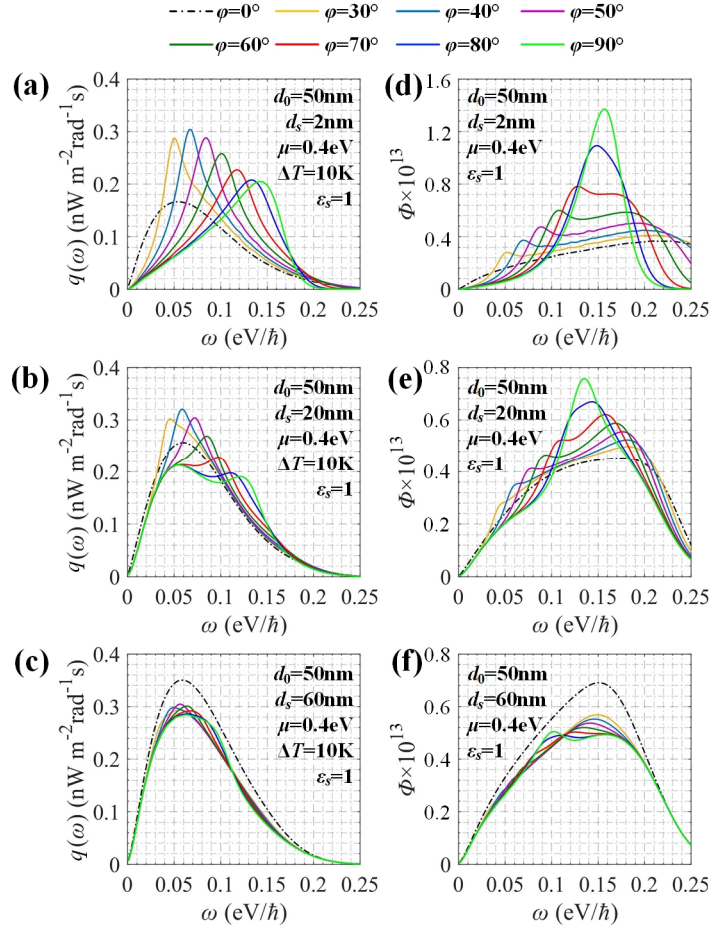 φ=0° φ=30° φ=40° φ=50°
φ=60° φ=70° φ=80° φ=90°
(a)
q(ω) (nW m⁻²rad⁻¹s)
0.4
0.3
0.2
0.1
0
d₀=50nm
dₛ=2nm
μ=0.4eV
ΔT=10K
εₛ=1
0 0.05 0.1 0.15 0.2 0.25
ω (eV/ħ)
(d)
Φ×10¹³
1.6
1.2
0.8
0.4
0
d₀=50nm
dₛ=2nm
μ=0.4eV
εₛ=1
0 0.05 0.1 0.15 0.2 0.25
ω (eV/ħ)
(b)
q(ω) (nW m⁻²rad⁻¹s)
0.4
0.3
0.2
0.1
0
d₀=50nm
dₛ=20nm
μ=0.4eV
ΔT=10K
εₛ=1
0 0.05 0.1 0.15 0.2 0.25
ω (eV/ħ)
(e)
Φ×10¹³
0.8
0.6
0.4
0.2
0
d₀=50nm
dₛ=20nm
μ=0.4eV
εₛ=1
0 0.05 0.1 0.15 0.2 0.25
ω (eV/ħ)
(c)
q(ω) (nW m⁻²rad⁻¹s)
0.4
0.3
0.2
0.1
0
d₀=50nm
dₛ=60nm
μ=0.4eV
ΔT=10K
εₛ=1
0 0.05 0.1 0.15 0.2 0.25
ω (eV/ħ)
(f)
Φ×10¹³
0.8
0.6
0.4
0.2
0
d₀=50nm
dₛ=60nm
μ=0.4eV
εₛ=1
0 0.05 0.1 0.15 0.2 0.25
ω (eV/ħ)